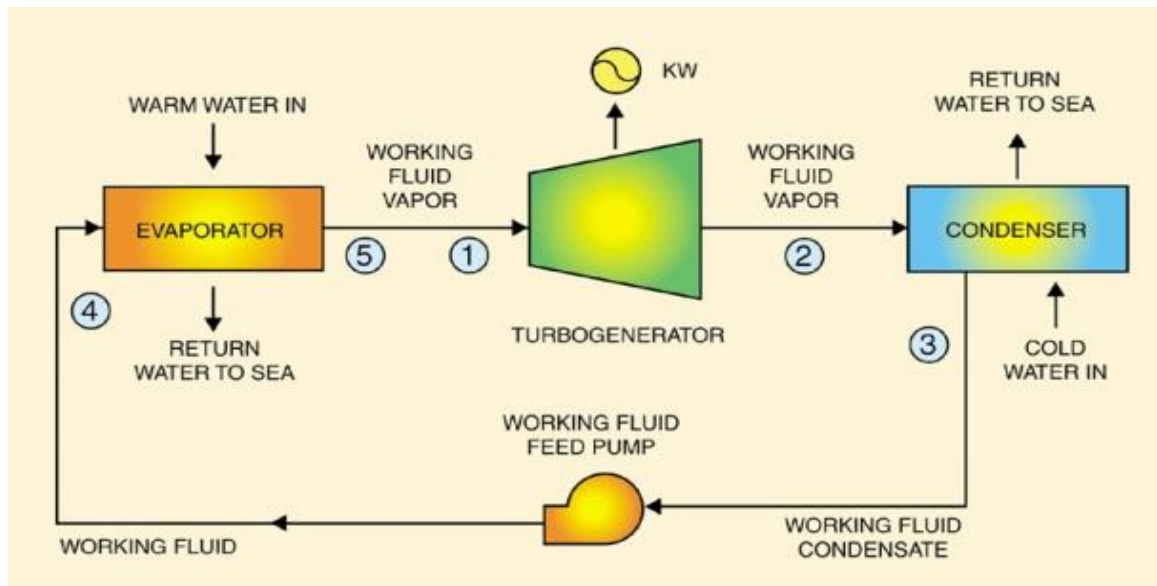 KW
RETURN
WATER TO SEA
WARM WATER IN
WORKING
FLUID
VAPOR
WORKING
FLUID
VAPOR
EVAPORATOR
CONDENSER
5
1
2
4
RETURN
WATER TO SEA
TURBOGENERATOR
3
COLD
WATER IN
WORKING FLUID
FEED PUMP
WORKING FLUID
WORKING FLUID
CONDENSATE